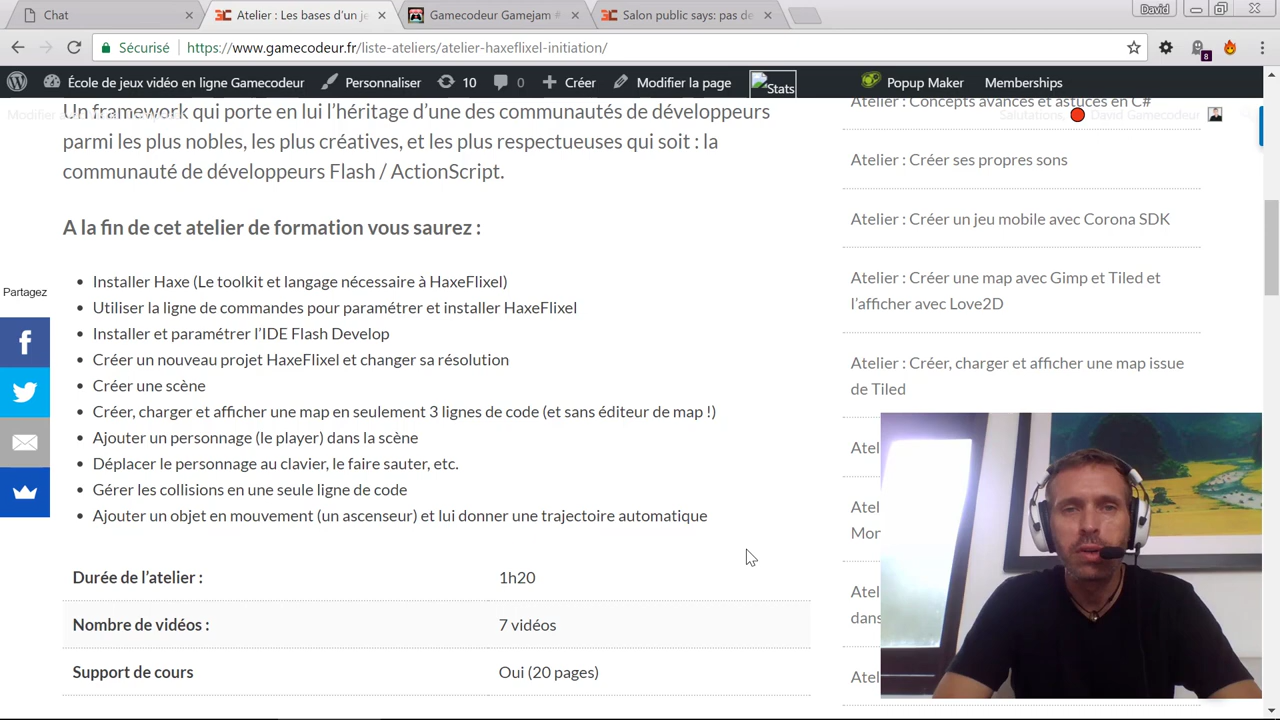 Chat
Atelier : Les bases d'un je
Gamecodeur Gamejam #
Salon public says: pas de
David
Sécurisé
https://www.gamecodeur.fr/liste-ateliers/atelier-haxeflixel-initiation/
8
École de jeux vidéo en ligne Gamecodeur
Personnaliser
10
0
Créer
Modifier la page
Stats
Popup Maker
Memberships
Salutations, David Gamecodeur
Un framework qui porte en lui l'héritage d'une des communautés de développeurs
parmi les plus nobles, les plus créatives, et les plus respectueuses qui soit : la
communauté de développeurs Flash / ActionScript.
A la fin de cet atelier de formation vous saurez :
Installer Haxe (Le toolkit et langage nécessaire à HaxeFlixel)
Utiliser la ligne de commandes pour paramétrer et installer HaxeFlixel
Installer et paramétrer l'IDE Flash Develop
Créer un nouveau projet HaxeFlixel et changer sa résolution
Créer une scène
Créer, charger et afficher une map en seulement 3 lignes de code (et sans éditeur de map !)
Ajouter un personnage (le player) dans la scène
Déplacer le personnage au clavier, le faire sauter, etc.
Gérer les collisions en une seule ligne de code
Ajouter un objet en mouvement (un ascenseur) et lui donner une trajectoire automatique
Durée de l'atelier :
1h20
Nombre de vidéos :
7 vidéos
Support de cours
Oui (20 pages)
Partagez
Atelier : Concepts avancés et astuces en C#
Atelier : Créer ses propres sons
Atelier : Créer un jeu mobile avec Corona SDK
Atelier : Créer une map avec Gimp et Tiled et
l'afficher avec Love2D
Atelier : Créer, charger et afficher une map issue
de Tiled
Atel
Atel
Mon
Atel
dans
Atel